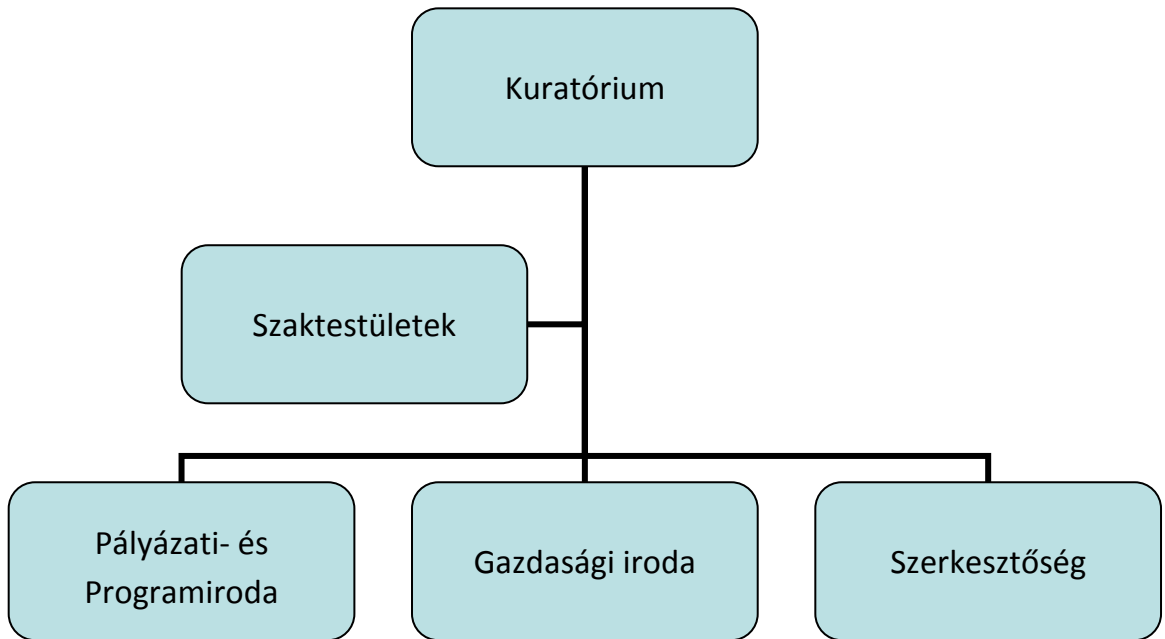 Kuratórium
Szaktestületek
Pályázati- és
Programiroda
Gazdasági iroda
Szerkesztőség